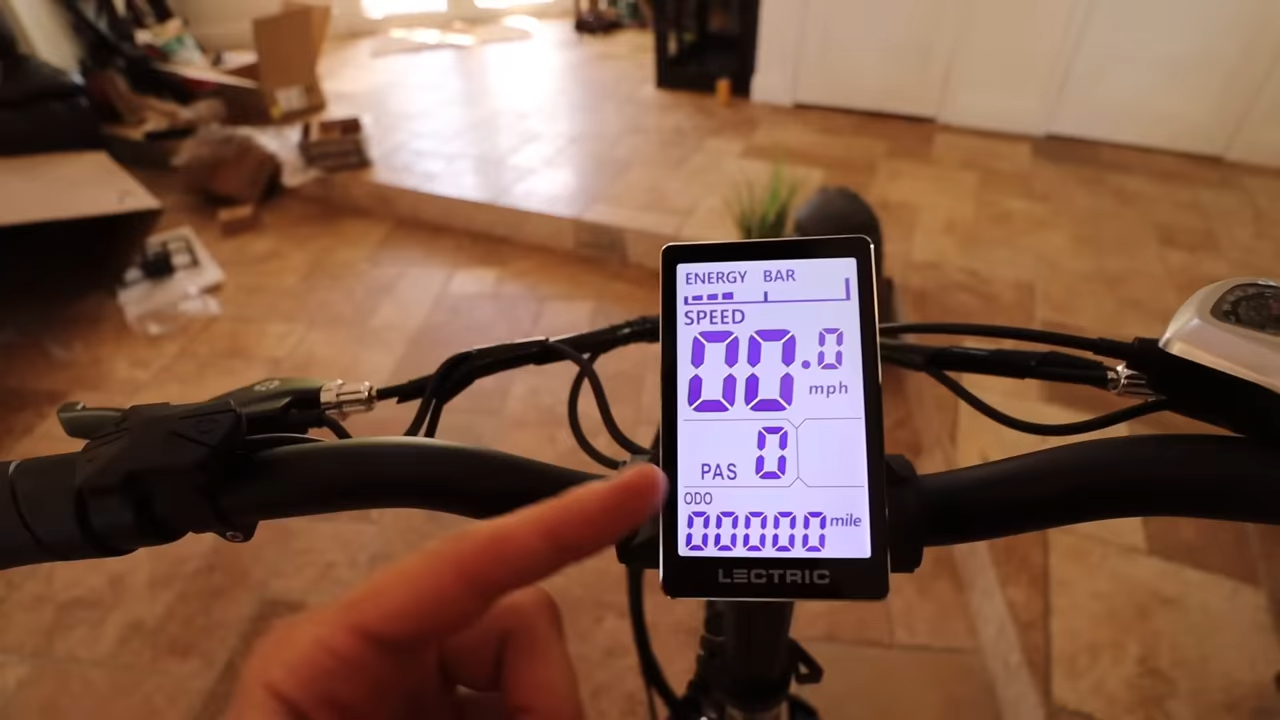 ENERGY BAR
SPEED
00.0
mph
PAS 0
ODO
00000 mile
LECTRIC